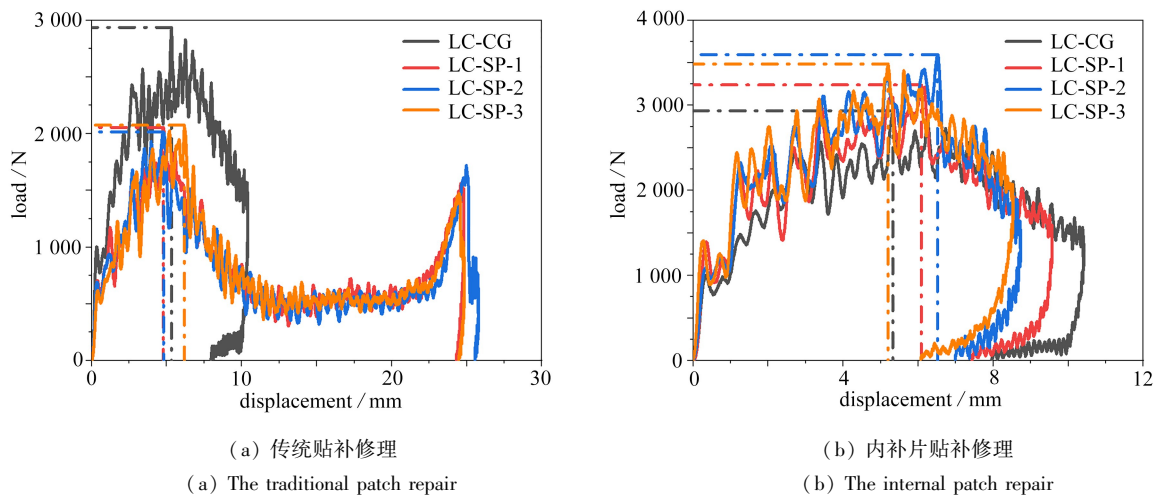 3 000
2 000
1 000
0
load / N
0
10
20
30
displacement / mm
LC-CG
LC-SP-1
LC-SP-2
LC-SP-3
(a) 传统贴补修理
(a) The traditional patch repair
4 000
3 000
2 000
1 000
0
load / N
0
4
8
12
displacement / mm
LC-CG
LC-SP-1
LC-SP-2
LC-SP-3
(b) 内补片贴补修理
(b) The internal patch repair